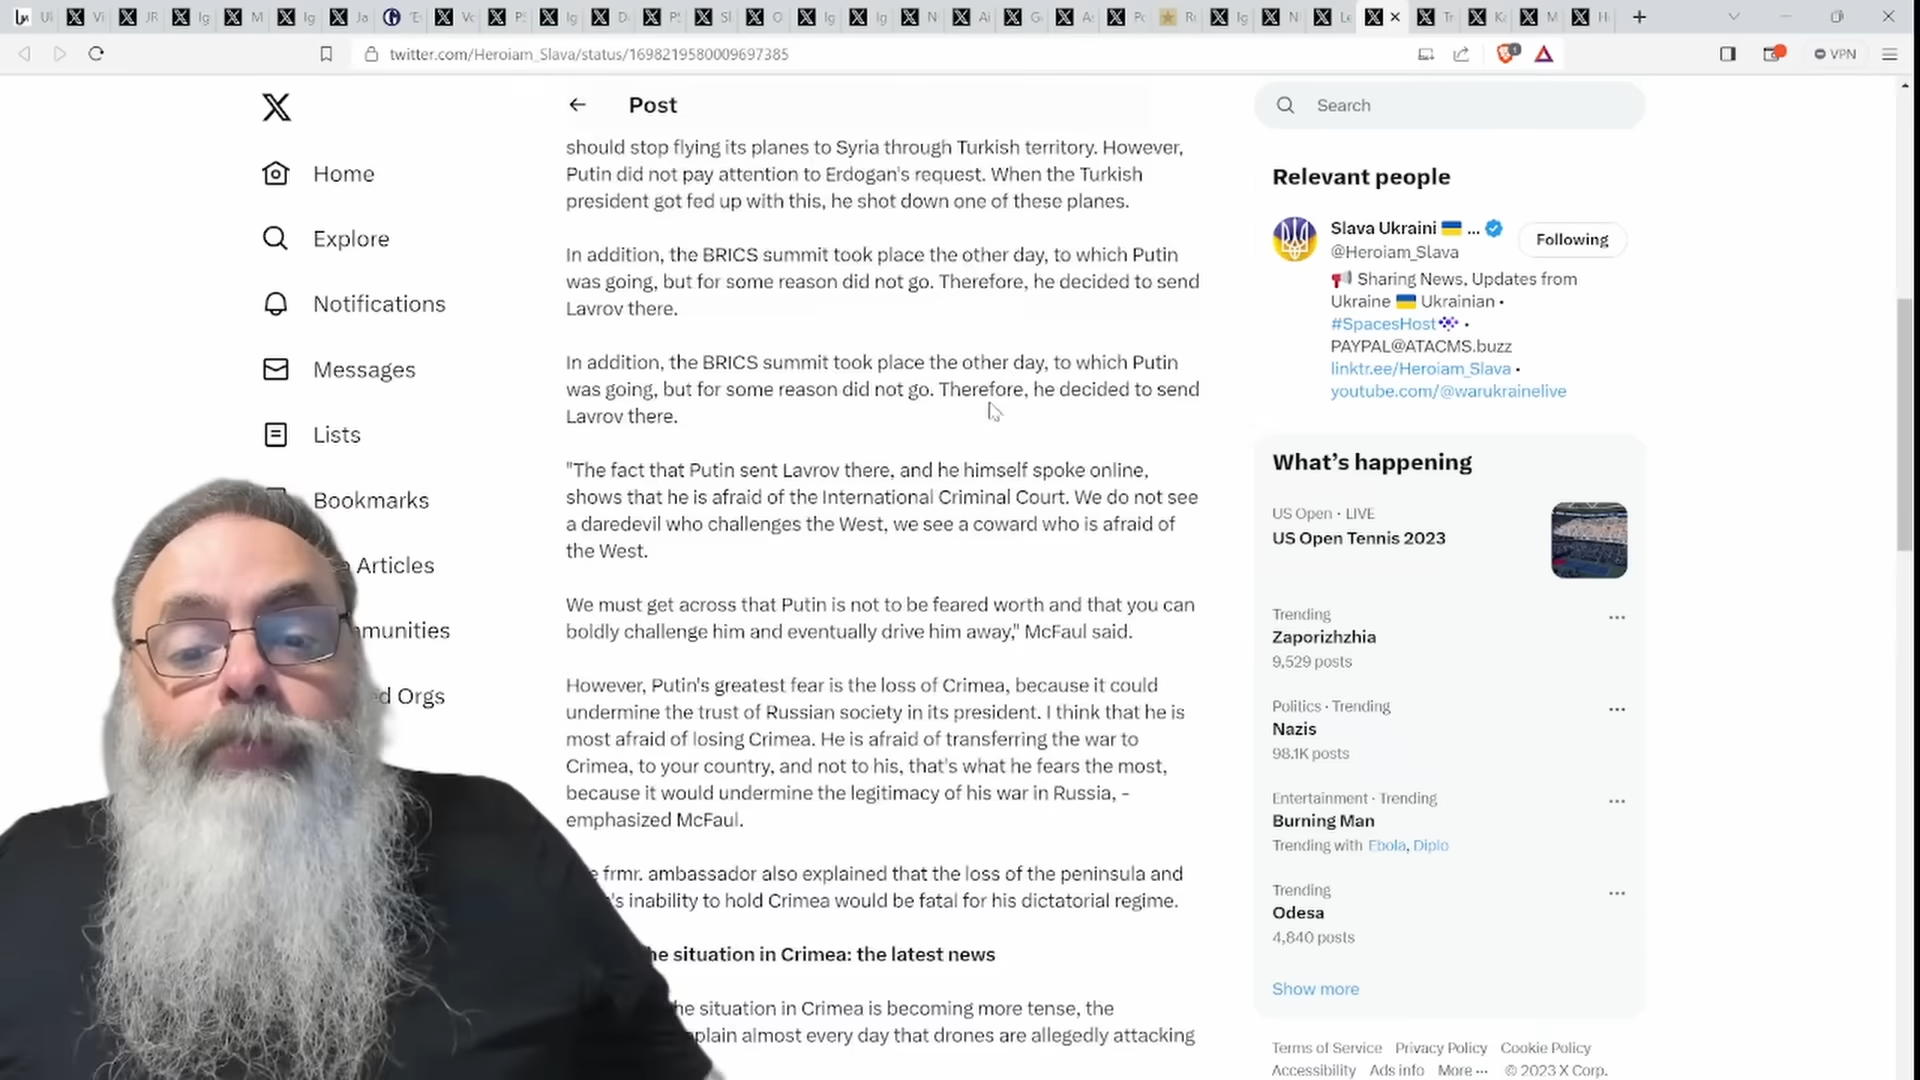 twitter.com/Heroiam_Slava/status/1698219580009697385
VPN
Home
Explore
Notifications
Messages
Lists
Bookmarks
Articles
mmunities
ed Orgs
Post
should stop flying its planes to Syria through Turkish territory. However,
Putin did not pay attention to Erdogan's request. When the Turkish
president got fed up with this, he shot down one of these planes.
In addition, the BRICS summit took place the other day, to which Putin
was going, but for some reason did not go. Therefore, he decided to send
Lavrov there.
In addition, the BRICS summit took place the other day, to which Putin
was going, but for some reason did not go. Therefore, he decided to send
Lavrov there.
"The fact that Putin sent Lavrov there, and he himself spoke online,
shows that he is afraid of the International Criminal Court. We do not see
a daredevil who challenges the West, we see a coward who is afraid of
the West.
We must get across that Putin is not to be feared worth and that you can
boldly challenge him and eventually drive him away," McFaul said.
However, Putin's greatest fear is the loss of Crimea, because it could
undermine the trust of Russian society in its president. I think that he is
most afraid of losing Crimea. He is afraid of transferring the war to
Crimea, to your country, and not to his, that's what he fears the most,
because it would undermine the legitimacy of his war in Russia, -
emphasized McFaul.
frmr. ambassador also explained that the loss of the peninsula and
's inability to hold Crimea would be fatal for his dictatorial regime.
he situation in Crimea: the latest news
he situation in Crimea is becoming more tense, the
plain almost every day that drones are allegedly attacking
Search
Relevant people
Slava Ukraini 🇺🇦 ...
Following
@Heroiam_Slava
📢 Sharing News, Updates from
Ukraine 🇺🇦 Ukrainian •
#SpacesHost •
PAYPAL@ATACMS.buzz
linktr.ee/Heroiam_Slava •
youtube.com/@warukrainelive
What's happening
US Open · LIVE
US Open Tennis 2023
Trending
Zaporizhzhia
9,529 posts
Politics · Trending
Nazis
98.1K posts
Entertainment · Trending
Burning Man
Trending with Ebola, Diplo
Trending
Odesa
4,840 posts
Show more
Terms of Service Privacy Policy Cookie Policy
Accessibility Ads info More ··· © 2023 X Corp.